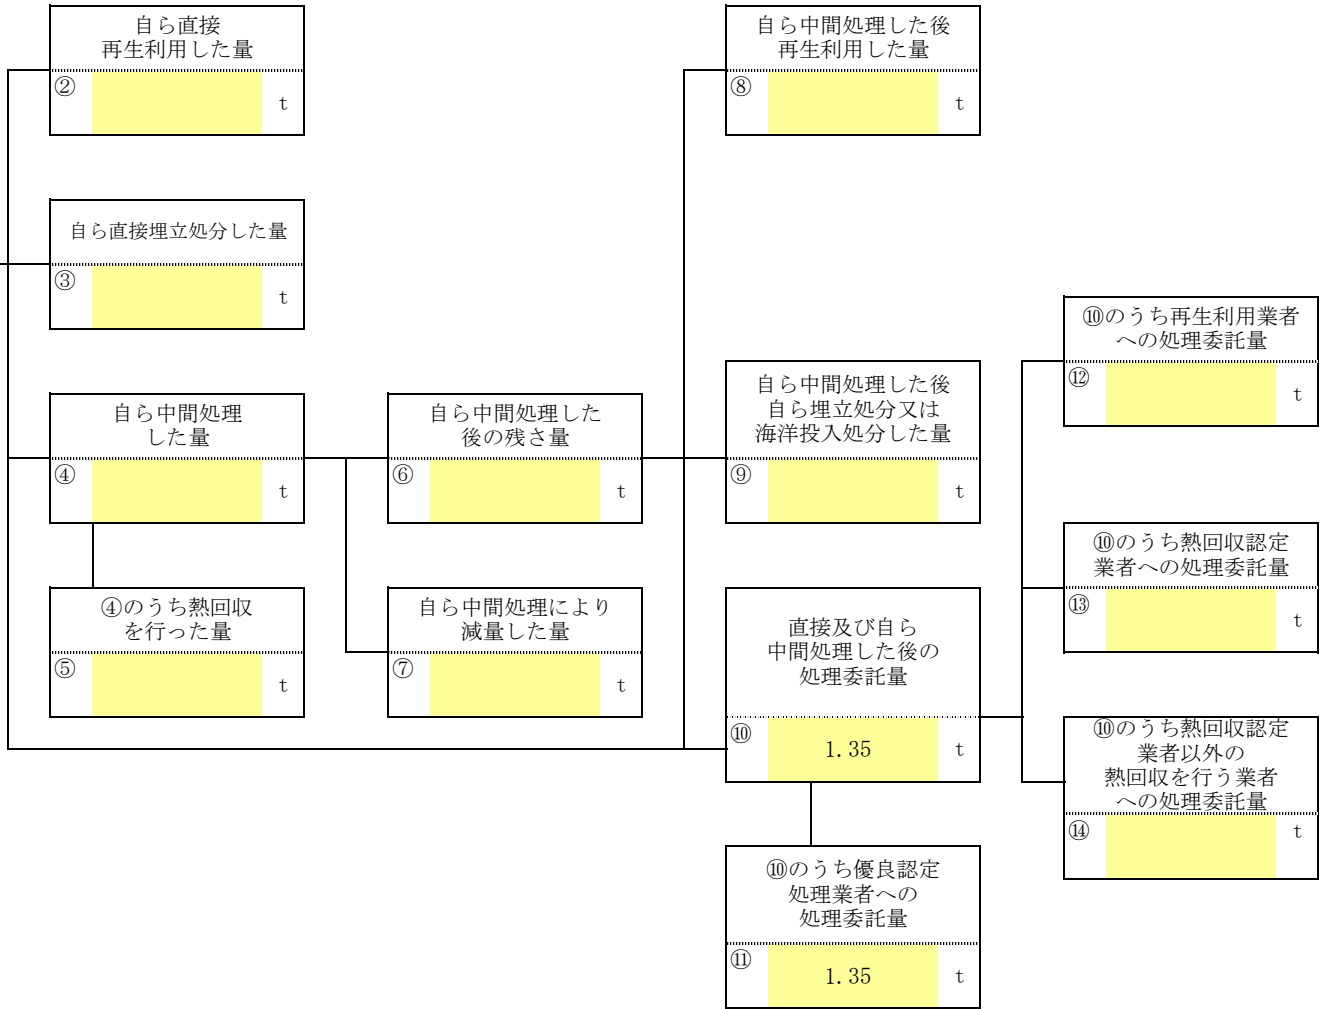 自ら直接
再生利用した量
②
t
自ら中間処理した後
再生利用した量
⑧
t
自ら直接埋立処分した量
③
t
⑩のうち再生利用業者
への処理委託量
⑫
t
自ら中間処理
した量
④
t
自ら中間処理した
後の残さ量
⑥
t
自ら中間処理した後
自ら埋立処分又は
海洋投入処分した量
⑨
t
⑩のうち熱回収認定
業者への処理委託量
⑬
t
④のうち熱回収
を行った量
⑤
t
自ら中間処理により
減量した量
⑦
t
直接及び自ら
中間処理した後の
処理委託量
⑩
1.35
t
⑩のうち熱回収認定
業者以外の
熱回収を行う業者
への処理委託量
⑭
t
⑩のうち優良認定
処理業者への
処理委託量
⑪
1.35
t